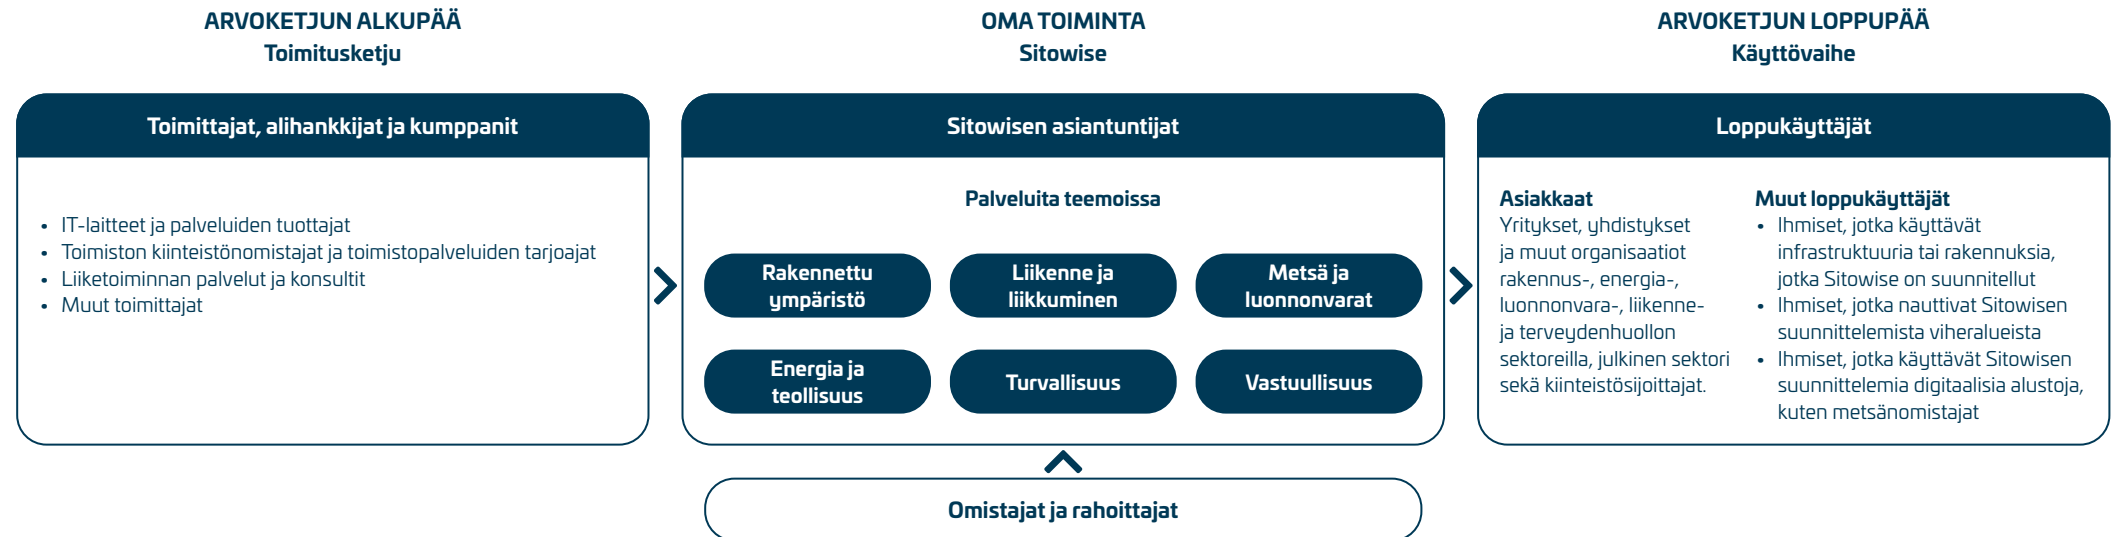 ARVOKETJUN ALKUPÄÄ
Toimitusketju
Toimittajat, alihankkijat ja kumppanit
• IT-laitteet ja palveluiden tuottajat
• Toimiston kiinteistönomistajat ja toimistopalveluiden tarjoajat
• Liiketoiminnan palvelut ja konsultit
• Muut toimittajat
OMA TOIMINTA
Sitowise
Sitowisen asiantuntijat
Palveluita teemoissa
Rakennettu
ympäristö
Liikenne ja
liikkuminen
Metsä ja
luonnonvarat
Energia ja
teollisuus
Turvallisuus
Vastuullisuus
Omistajat ja rahoittajat
ARVOKETJUN LOPPUPÄÄ
Käyttövaihe
Loppukäyttäjät
Asiakkaat
Yritykset, yhdistykset
ja muut organisaatiot
rakennus-, energia-,
luonnonvara-, liikenne-
ja terveydenhuollon
sektoreilla, julkinen sektori
sekä kiinteistösijoittajat.
Muut loppukäyttäjät
• Ihmiset, jotka käyttävät
infrastruktuuria tai rakennuksia,
jotka Sitowise on suunnitellut
• Ihmiset, jotka nauttivat Sitowisen
suunnittelemista viheralueista
• Ihmiset, jotka käyttävät Sitowisen
suunnittelemia digitaalisia alustoja,
kuten metsänomistajat